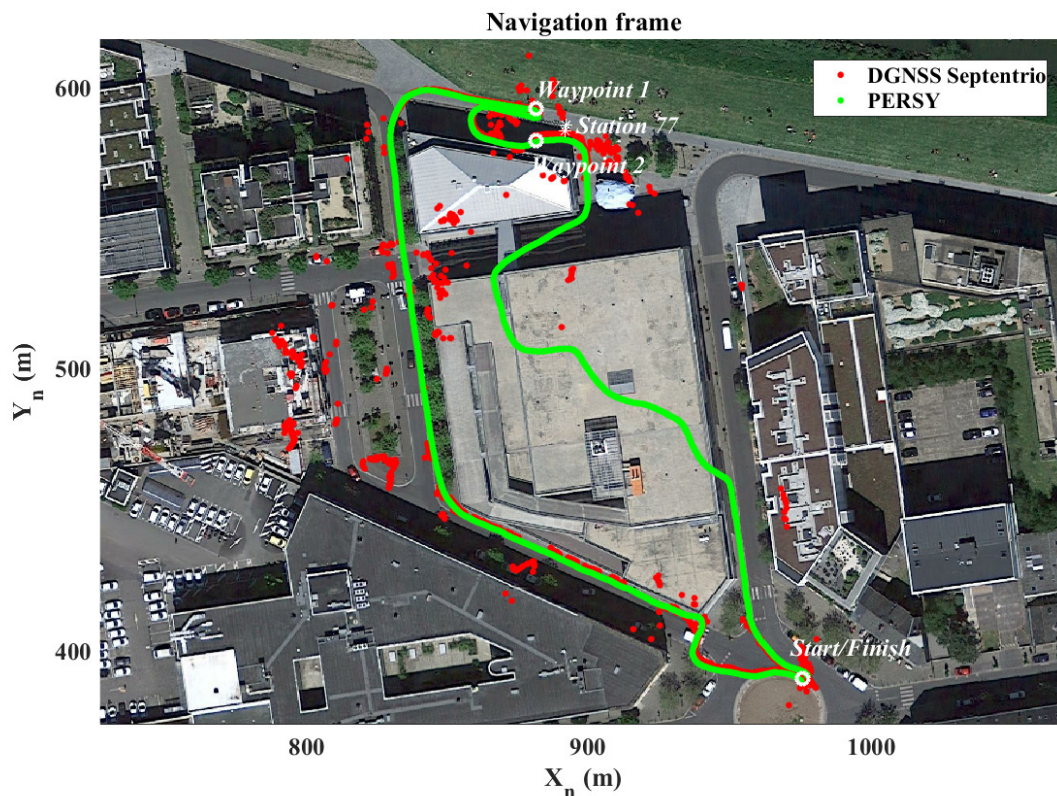 Navigation frame
DGNSS Septentrio
PERSY
Waypoint 1
Station 77
Waypoint 2
Start/Finish
600
500
400
Y_n (m)
800
900
1000
X_n (m)